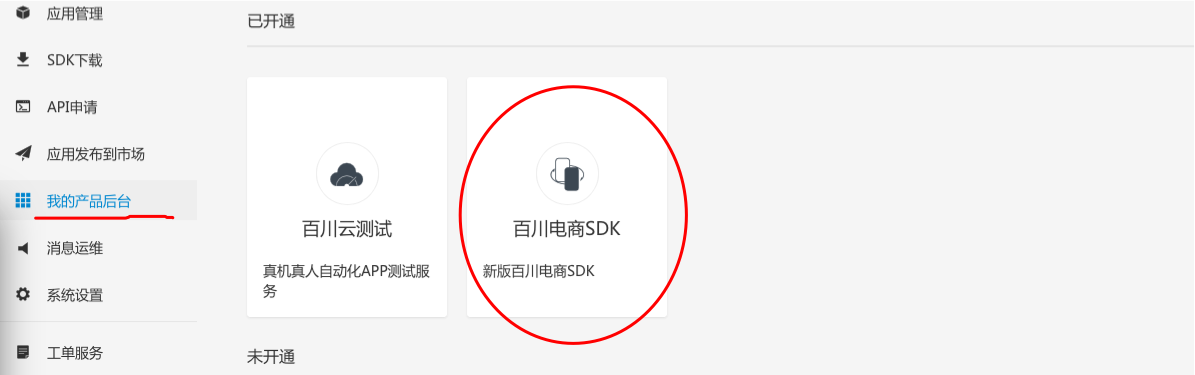 应用管理
SDK下载
API申请
应用发布到市场
我的产品后台
消息运维
系统设置
工单服务
已开通
百川云测试
真机真人自动化APP测试服
务
百川电商SDK
新版百川电商SDK
未开通